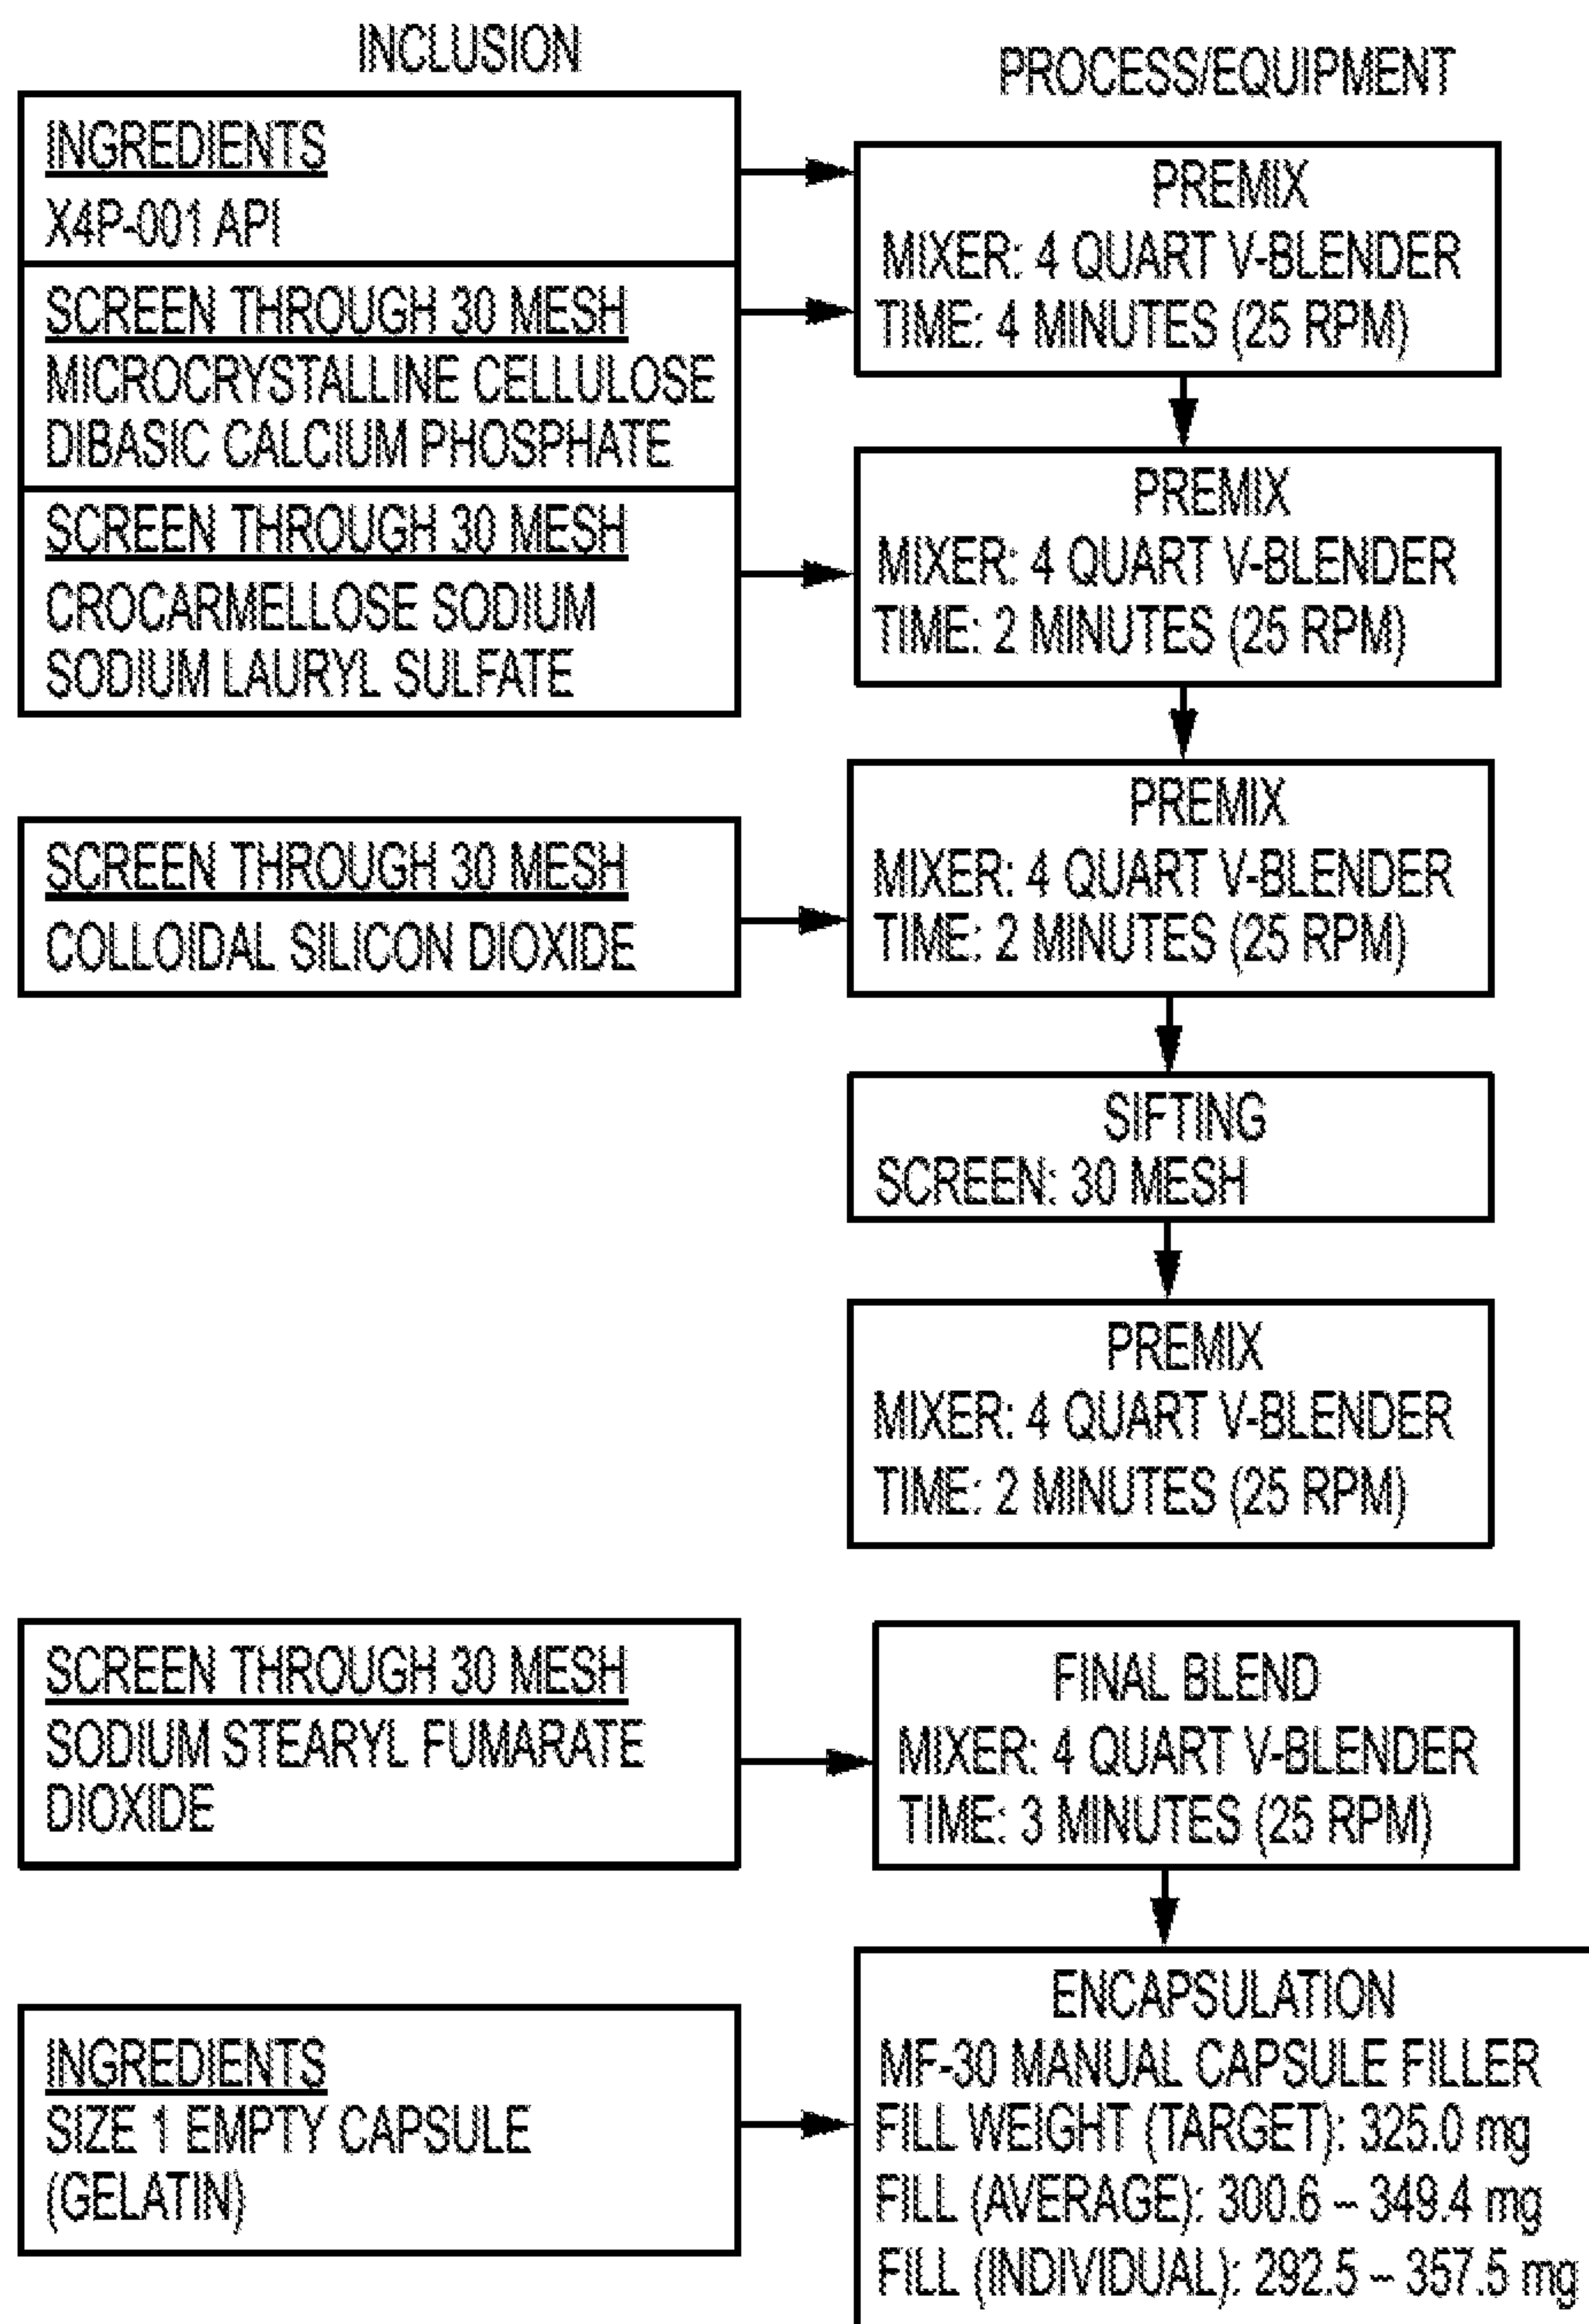 INCLUSION
PROCESS/EQUIPMENT
INGREDIENTS
X4P-001 API
SCREEN THROUGH 30 MESH
MICROCRYSTALLINE CELLULOSE
DIBASIC CALCIUM PHOSPHATE
SCREEN THROUGH 30 MESH
CROCARMELLOSE SODIUM
SODIUM LAURYL SULFATE
PREMIX
MIXER: 4 QUART V-BLENDER
TIME: 4 MINUTES (25 RPM)
PREMIX
MIXER: 4 QUART V-BLENDER
TIME: 2 MINUTES (25 RPM)
SCREEN THROUGH 30 MESH
COLLOIDAL SILICON DIOXIDE
PREMIX
MIXER: 4 QUART V-BLENDER
TIME: 2 MINUTES (25 RPM)
SIFTING
SCREEN: 30 MESH
PREMIX
MIXER: 4 QUART V-BLENDER
TIME: 2 MINUTES (25 RPM)
SCREEN THROUGH 30 MESH
SODIUM STEARYL FUMARATE
DIOXIDE
FINAL BLEND
MIXER: 4 QUART V-BLENDER
TIME: 3 MINUTES (25 RPM)
INGREDIENTS
SIZE 1 EMPTY CAPSULE
(GELATIN)
ENCAPSULATION
MF-30 MANUAL CAPSULE FILLER
FILL WEIGHT (TARGET): 325.0 mg
FILL (AVERAGE): 300.6 – 349.4 mg
FILL (INDIVIDUAL): 292.5 – 357.5 mg